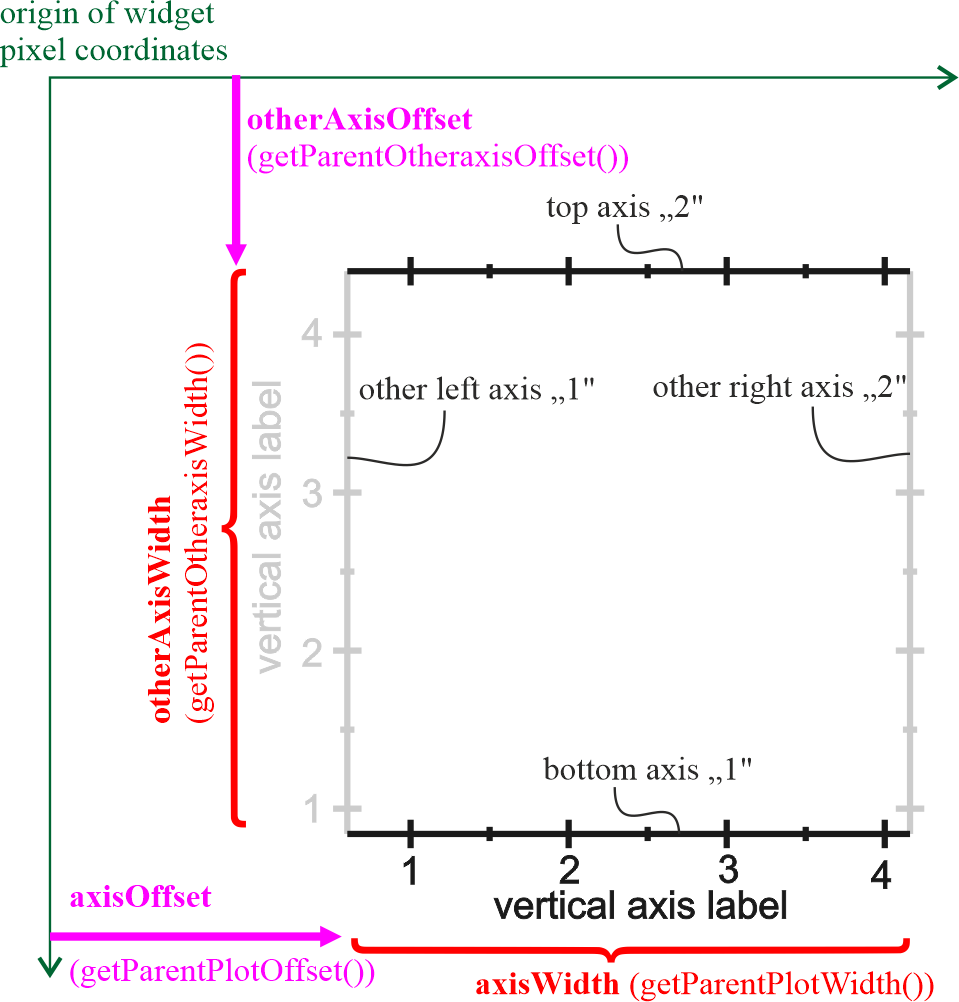 origin of widget
pixel coordinates
otherAxisOffset
(getParentOtheraxisOffset())
top axis „2"
4
other left axis „1"
other right axis „2"
vertical axis label
3
otherAxisWidth
(getParentOtheraxisWidth())
2
bottom axis „1"
1
1 2 3 4
axisOffset
vertical axis label
(getParentPlotOffset())
axisWidth (getParentPlotWidth())